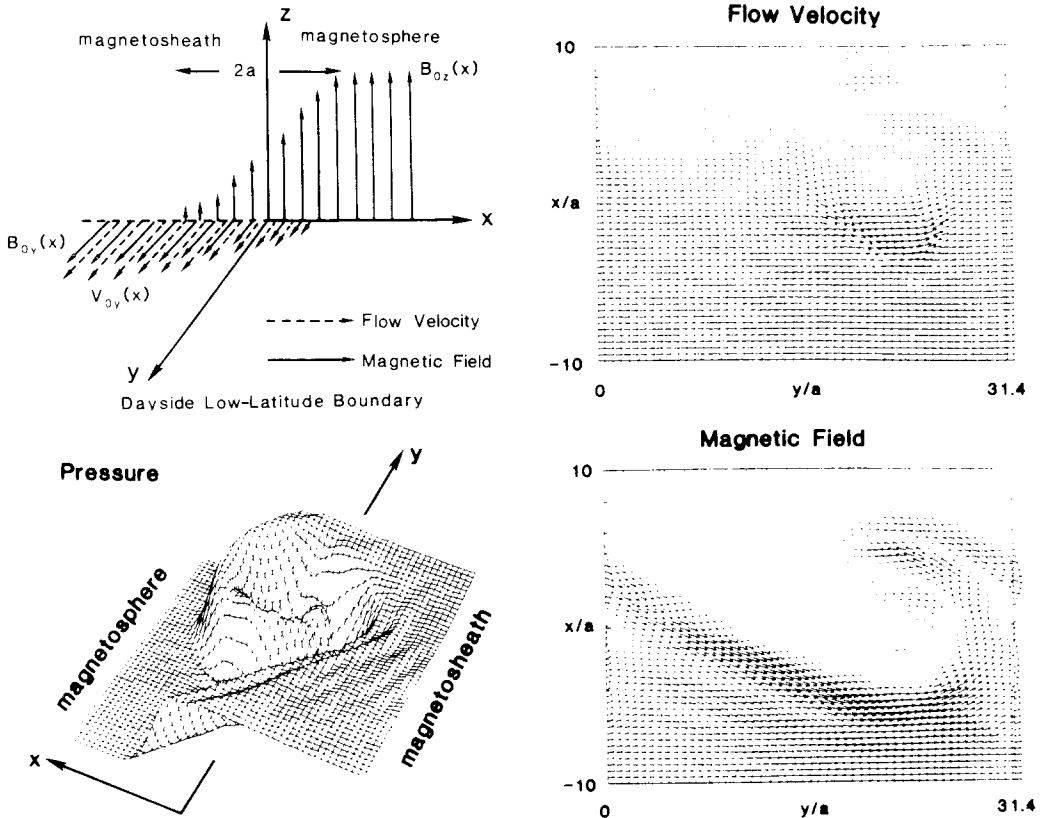 z
magnetosheath
magnetosphere
2a
B₀z(x)
x
B₀y(x)
V₀y(x)
Flow Velocity
Magnetic Field
y
Dayside Low-Latitude Boundary
Flow Velocity
10
x/a
-10
0
y/a
31.4
Pressure
y
magnetosphere
magnetosheath
x
Magnetic Field
10
x/a
-10
0
y/a
31.4